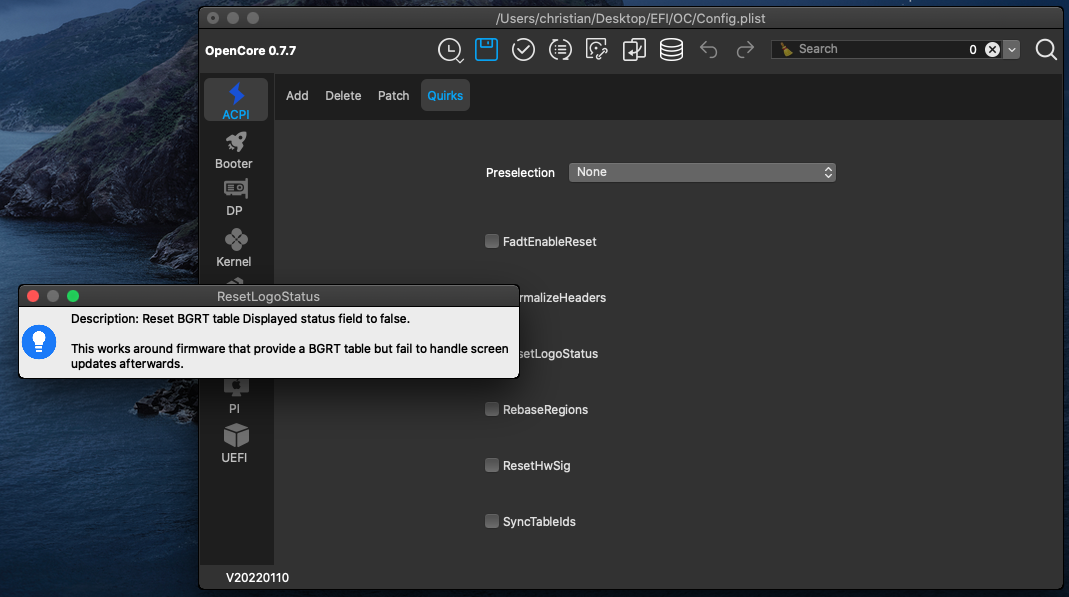 /Users/christian/Desktop/EFI/OC/Config.plist
OpenCore 0.7.7
Search
0
ACPI
Add Delete Patch Quirks
Booter
DP
Kernel
PI
UEFI
Preselection None
FadtEnableReset
rmalizeHeaders
setLogoStatus
RebaseRegions
ResetHwSig
SyncTableIds
ResetLogoStatus
Description: Reset BGRT table Displayed status field to false.
This works around firmware that provide a BGRT table but fail to handle screen
updates afterwards.
V20220110